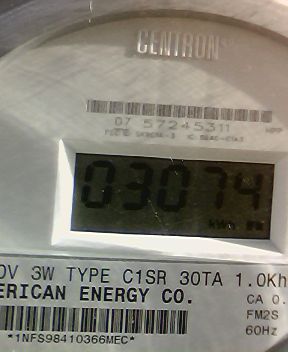 CENTRON
07 57245311
03074
0V 3W TYPE C1SR 30TA 1.0Kh
ERICAN ENERGY CO.
CA 0.
FM2S
60Hz
*1NFS98410366MEC*